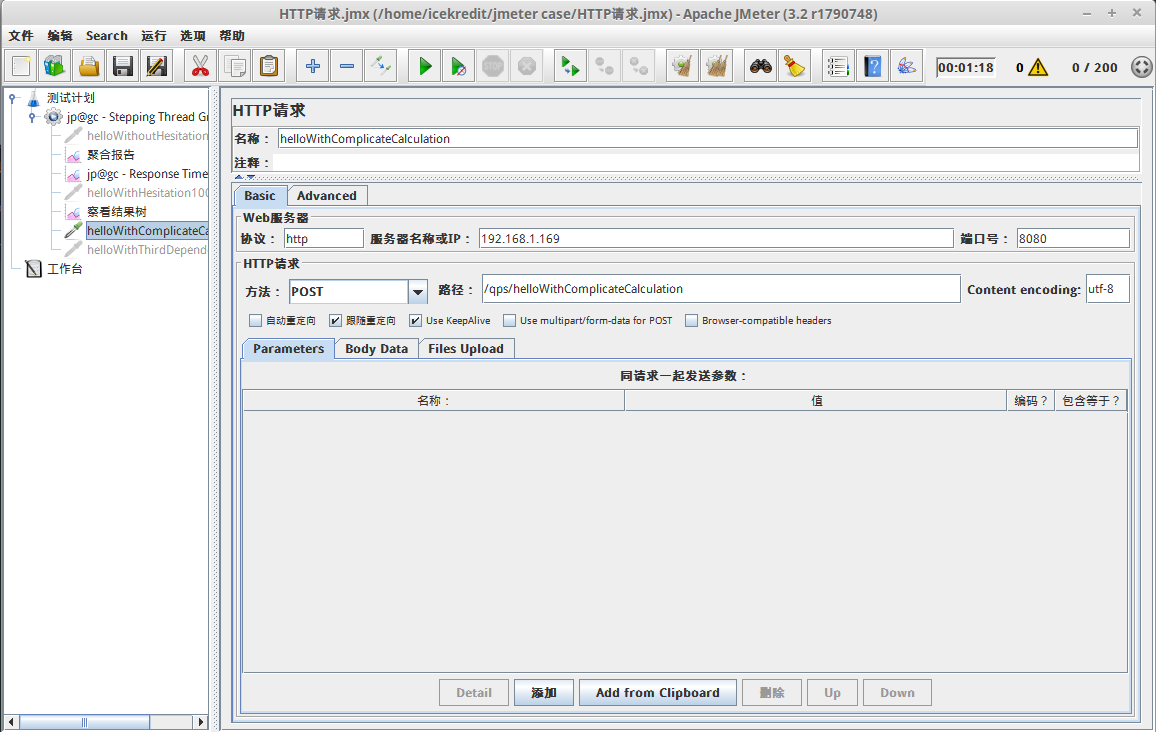 HTTP请求.jmx (/home/icekredit/jmeter case/HTTP请求.jmx) - Apache JMeter (3.2 r1790748)
文件 编辑 Search 运行 选项 帮助
STOP 00:01:18 0 0 / 200
测试计划
jp@gc - Stepping Thread Gr
helloWithoutHesitation
聚合报告
jp@gc - Response Time
helloWithHesitation100
察看结果树
helloWithComplicateCa
helloWithThirdDepend
工作台
HTTP请求
名称： helloWithComplicateCalculation
注释：
Basic Advanced
Web服务器
协议： http 服务器名称或IP： 192.168.1.169 端口号： 8080
HTTP请求
方法： POST 路径： /qps/helloWithComplicateCalculation Content encoding: utf-8
自动重定向 跟随重定向 Use KeepAlive Use multipart/form-data for POST Browser-compatible headers
Parameters Body Data Files Upload
同请求一起发送参数：
名称： 值 编码？ 包含等于？
Detail 添加 Add from Clipboard 删除 Up Down